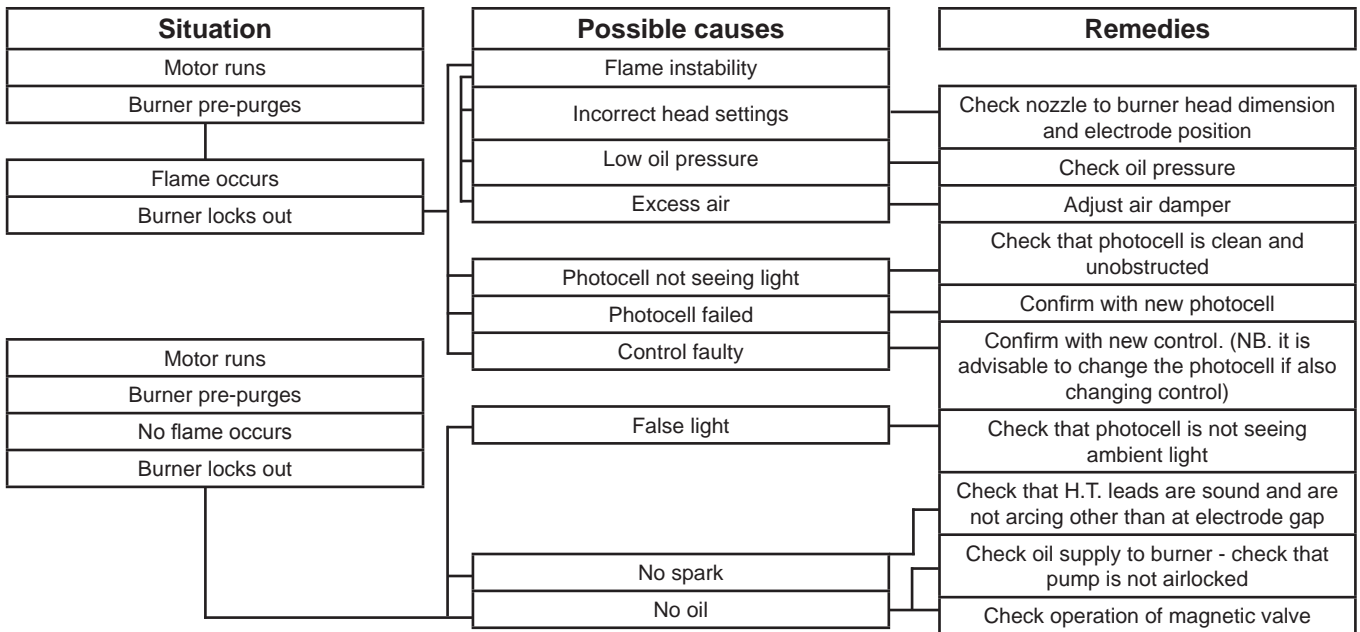 Situation
Motor runs
Burner pre-purges
Flame occurs
Burner locks out
Motor runs
Burner pre-purges
No flame occurs
Burner locks out
Possible causes
Flame instability
Incorrect head settings
Low oil pressure
Excess air
Photocell not seeing light
Photocell failed
Control faulty
False light
No spark
No oil
Remedies
Check nozzle to burner head dimension
and electrode position
Check oil pressure
Adjust air damper
Check that photocell is clean and
unobstructed
Confirm with new photocell
Confirm with new control. (NB. it is
advisable to change the photocell if also
changing control)
Check that photocell is not seeing
ambient light
Check that H.T. leads are sound and are
not arcing other than at electrode gap
Check oil supply to burner - check that
pump is not airlocked
Check operation of magnetic valve